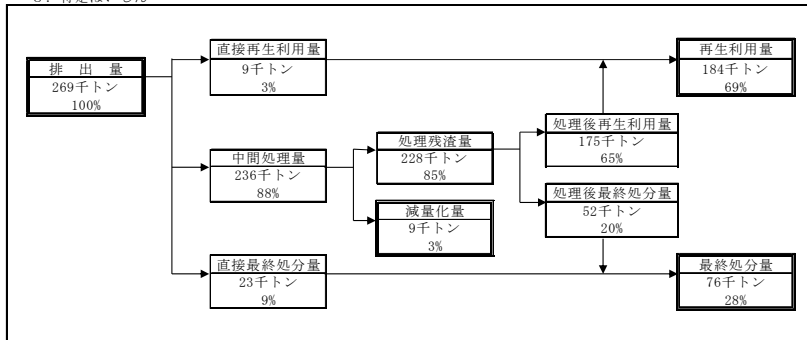 直接再生利用量
9千トン
3%
再生利用量
184千トン
69%
排出量
269千トン
100%
処理後再生利用量
175千トン
65%
処理残渣量
228千トン
85%
中間処理量
236千トン
88%
処理後最終処分量
52千トン
20%
減量化量
9千トン
3%
直接最終処分量
23千トン
9%
最終処分量
76千トン
28%